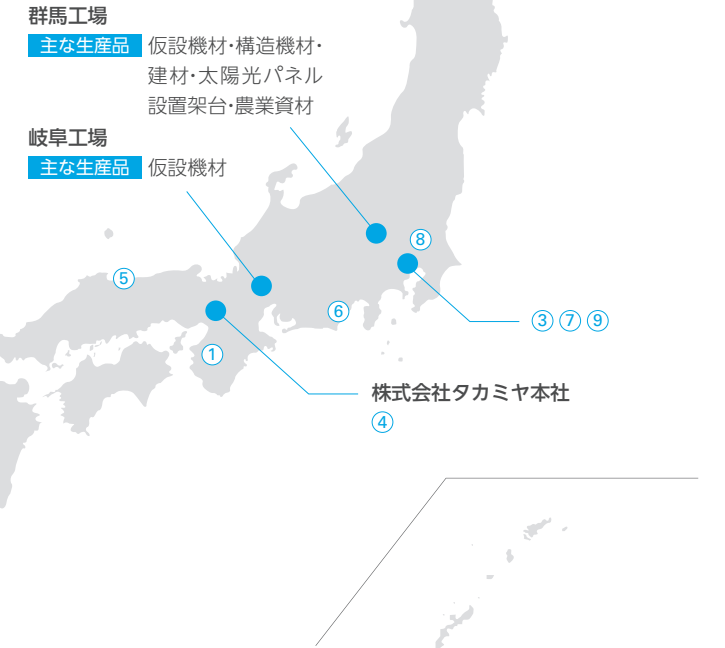 群馬工場
主な生産品 仮設機材・構造機材・
建材・太陽光パネル
設置架台・農業資材
岐阜工場
主な生産品 仮設機材
⑧
⑤
⑥
③⑦⑨
①
株式会社タカミヤ本社
④